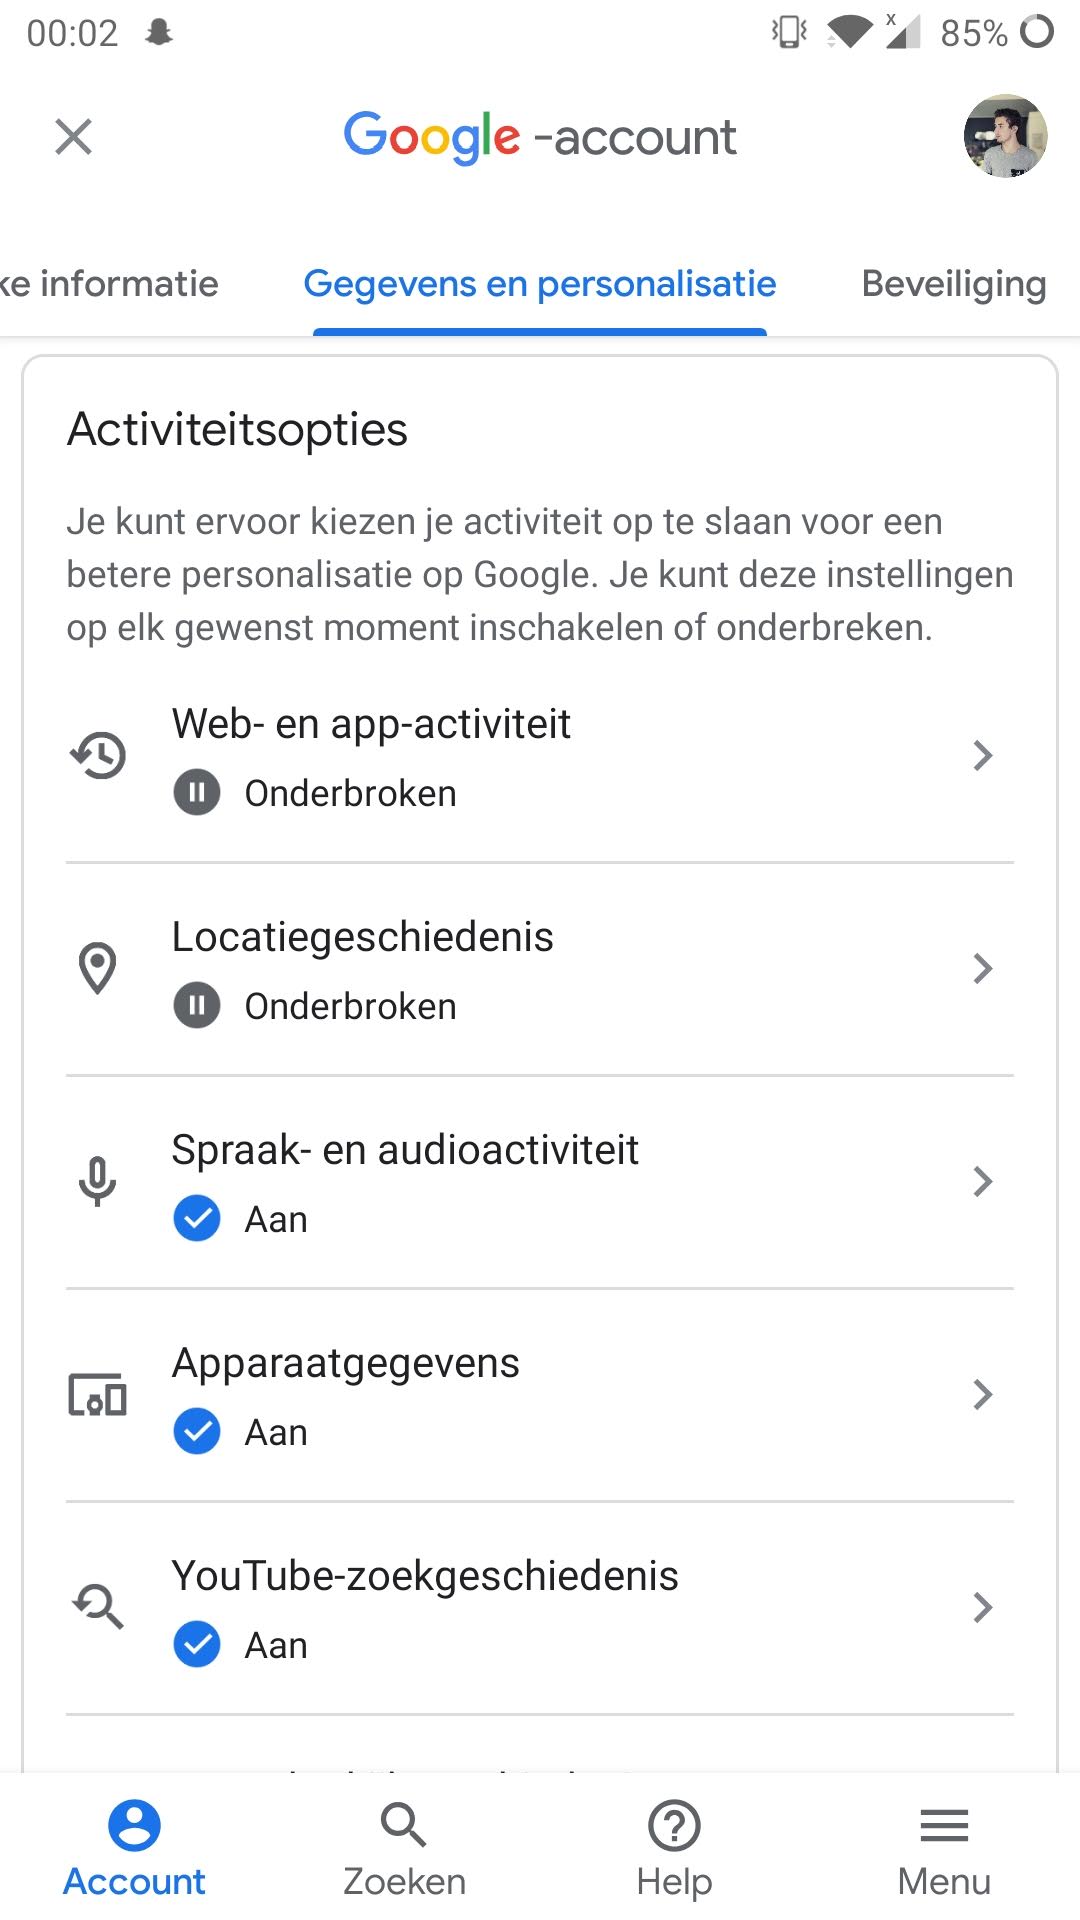 00:02
x
85%
Google -account
ke informatie
Gegevens en personalisatie
Beveiliging
Activiteitsopties
Je kunt ervoor kiezen je activiteit op te slaan voor een
betere personalisatie op Google. Je kunt deze instellingen
op elk gewenst moment inschakelen of onderbreken.
Web- en app-activiteit
Onderbroken
Locatiegeschiedenis
Onderbroken
Spraak- en audioactiviteit
Aan
Apparaatgegevens
Aan
YouTube-zoekgeschiedenis
Aan
Account
Zoeken
Help
Menu